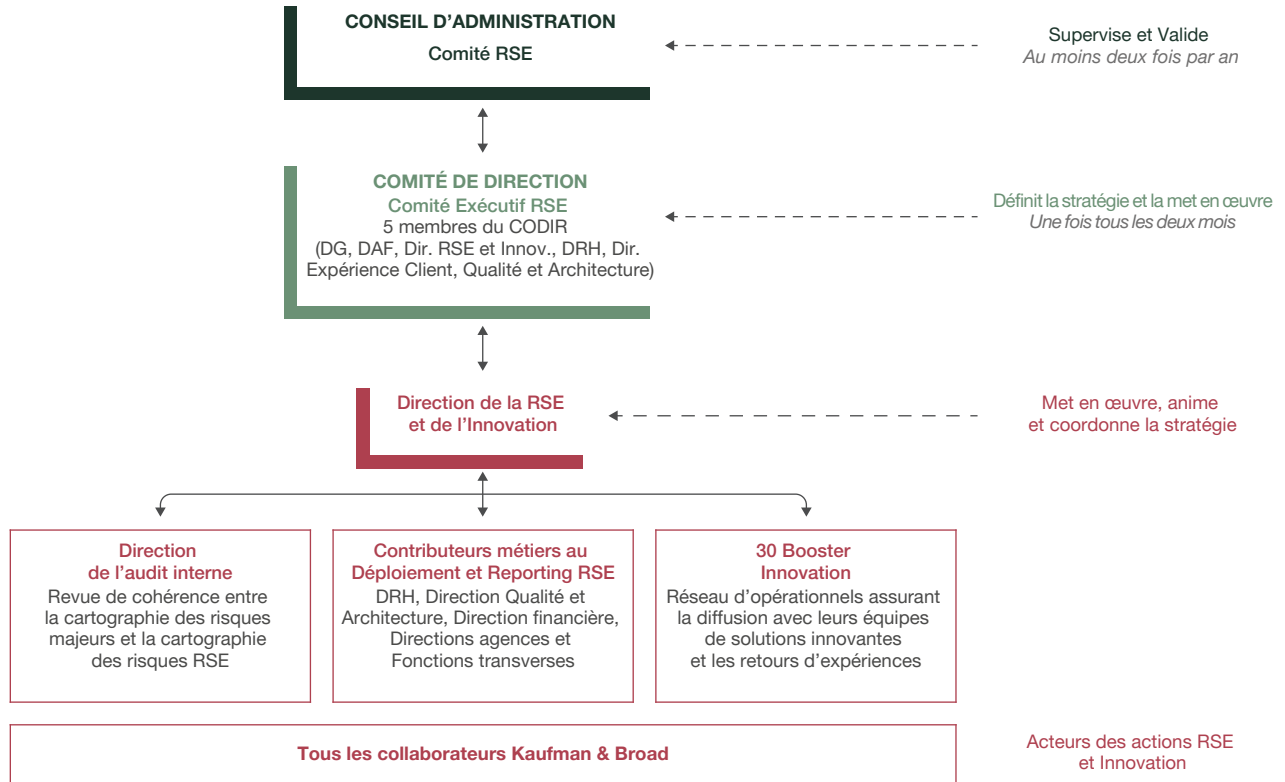 CONSEIL D’ADMINISTRATION
Comité RSE
Supervise et Valide
Au moins deux fois par an
COMITÉ DE DIRECTION
Comité Exécutif RSE
5 membres du CODIR
(DG, DAF, Dir. RSE et Innov., DRH, Dir.
Expérience Client, Qualité et Architecture)
Définit la stratégie et la met en œuvre
Une fois tous les deux mois
Direction de la RSE
et de l’Innovation
Met en œuvre, anime
et coordonne la stratégie
Direction
de l’audit interne
Revue de cohérence entre
la cartographie des risques
majeurs et la cartographie
des risques RSE
Contributeurs métiers au
Déploiement et Reporting RSE
DRH, Direction Qualité et
Architecture, Direction financière,
Directions agences et
Fonctions transverses
30 Booster
Innovation
Réseau d’opérationnels assurant
la diffusion avec leurs équipes
de solutions innovantes
et les retours d’expériences
Tous les collaborateurs Kaufman & Broad
Acteurs des actions RSE
et Innovation